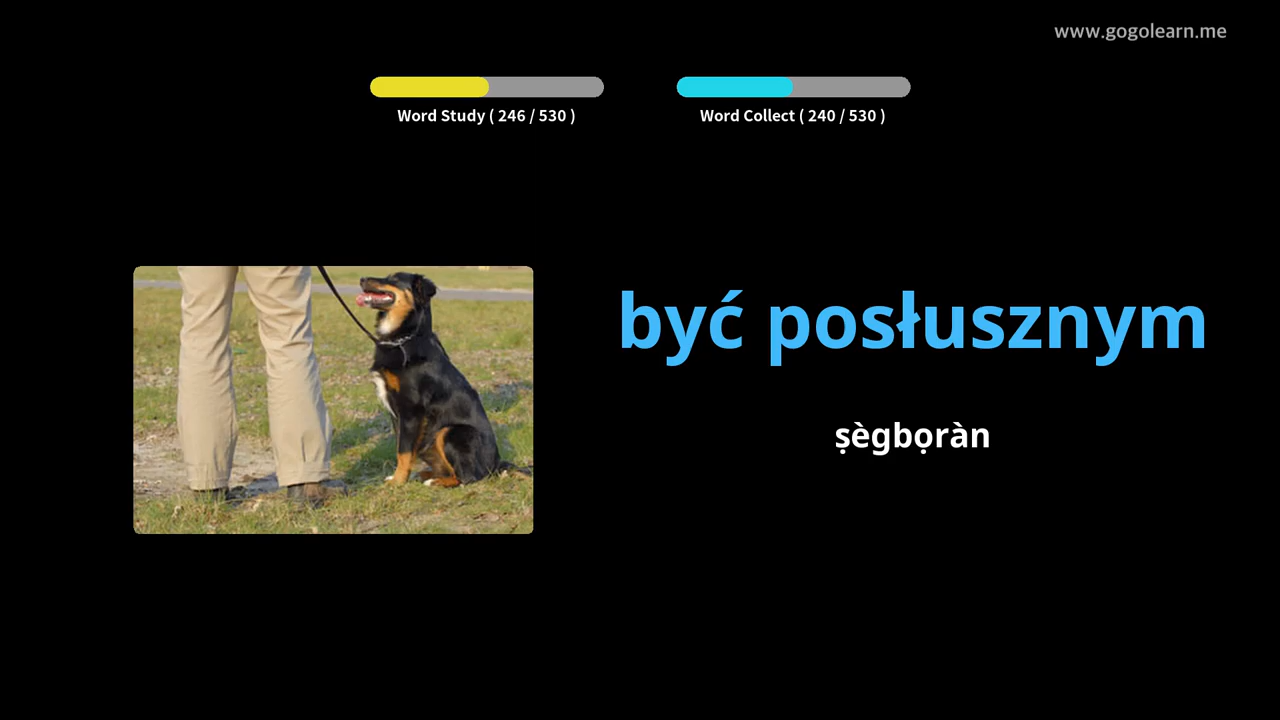 www.gogolearn.me
Word Study ( 246 / 530 )
Word Collect ( 240 / 530 )
być posłusznym
ṣègbọràn